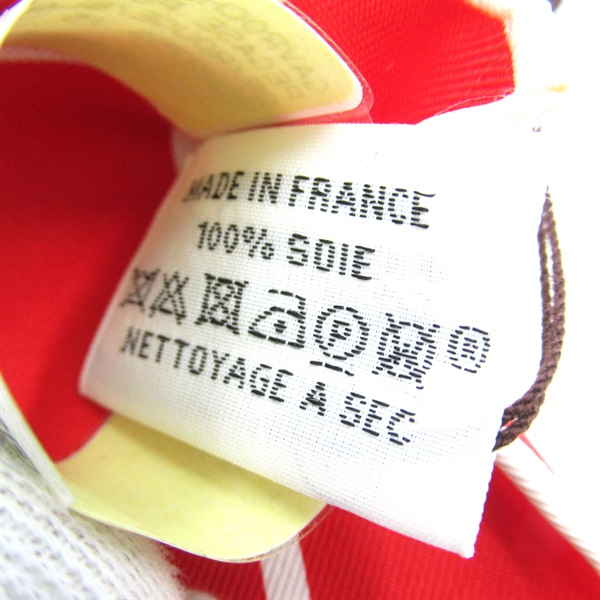 MADE IN FRANCE
100% SOIE
P
NETTOYAGE A SEC